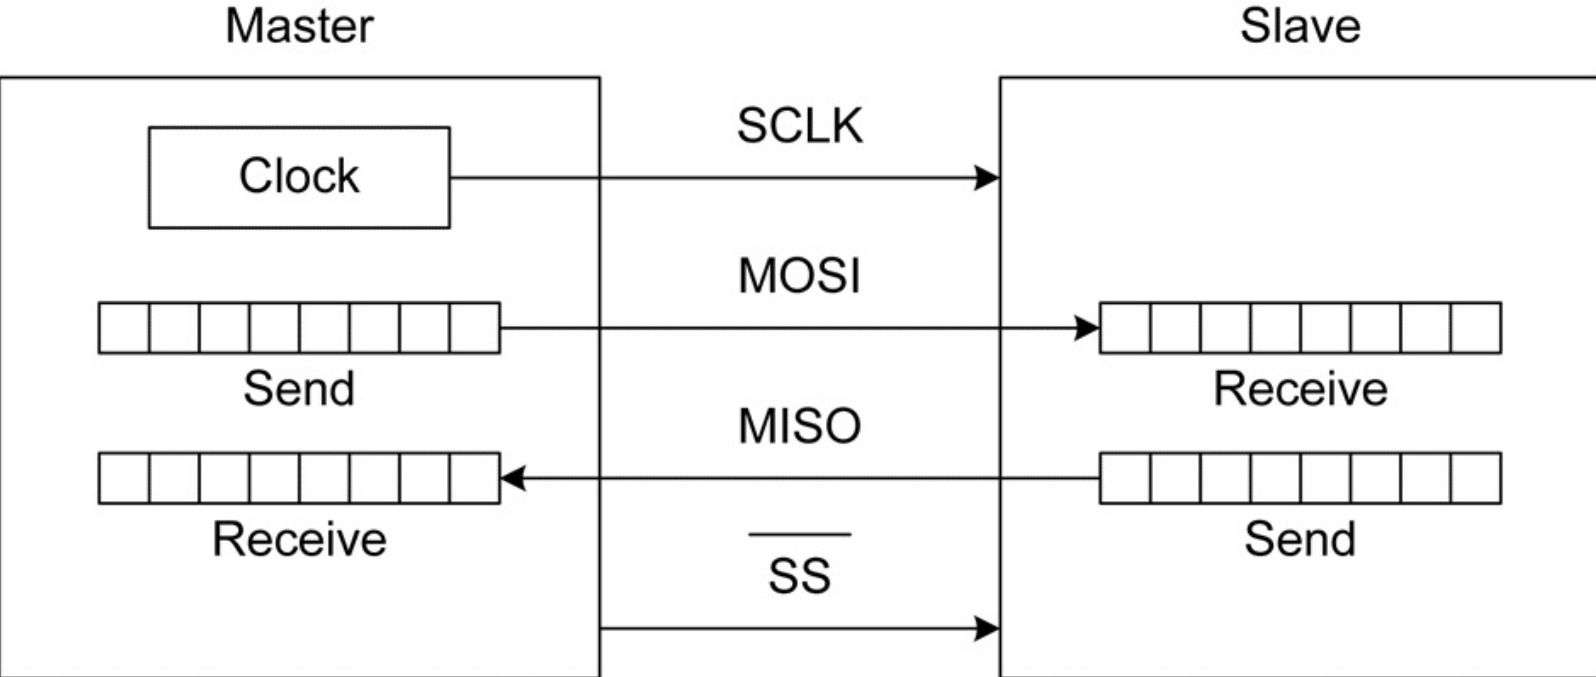 Master
Slave
SCLK
Clock
MOSI
Send
Receive
MISO
Receive
Send
SS